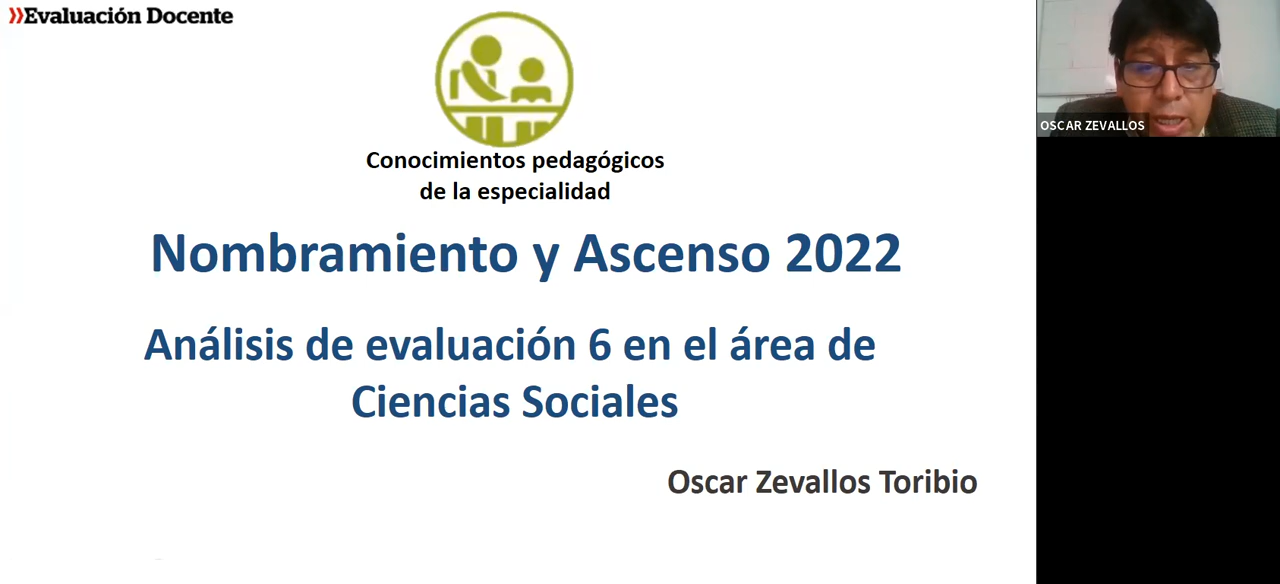 »Evaluación Docente
Conocimientos pedagógicos
de la especialidad
Nombramiento y Ascenso 2022
Análisis de evaluación 6 en el área de
Ciencias Sociales
Oscar Zevallos Toribio
OSCAR ZEVALLOS